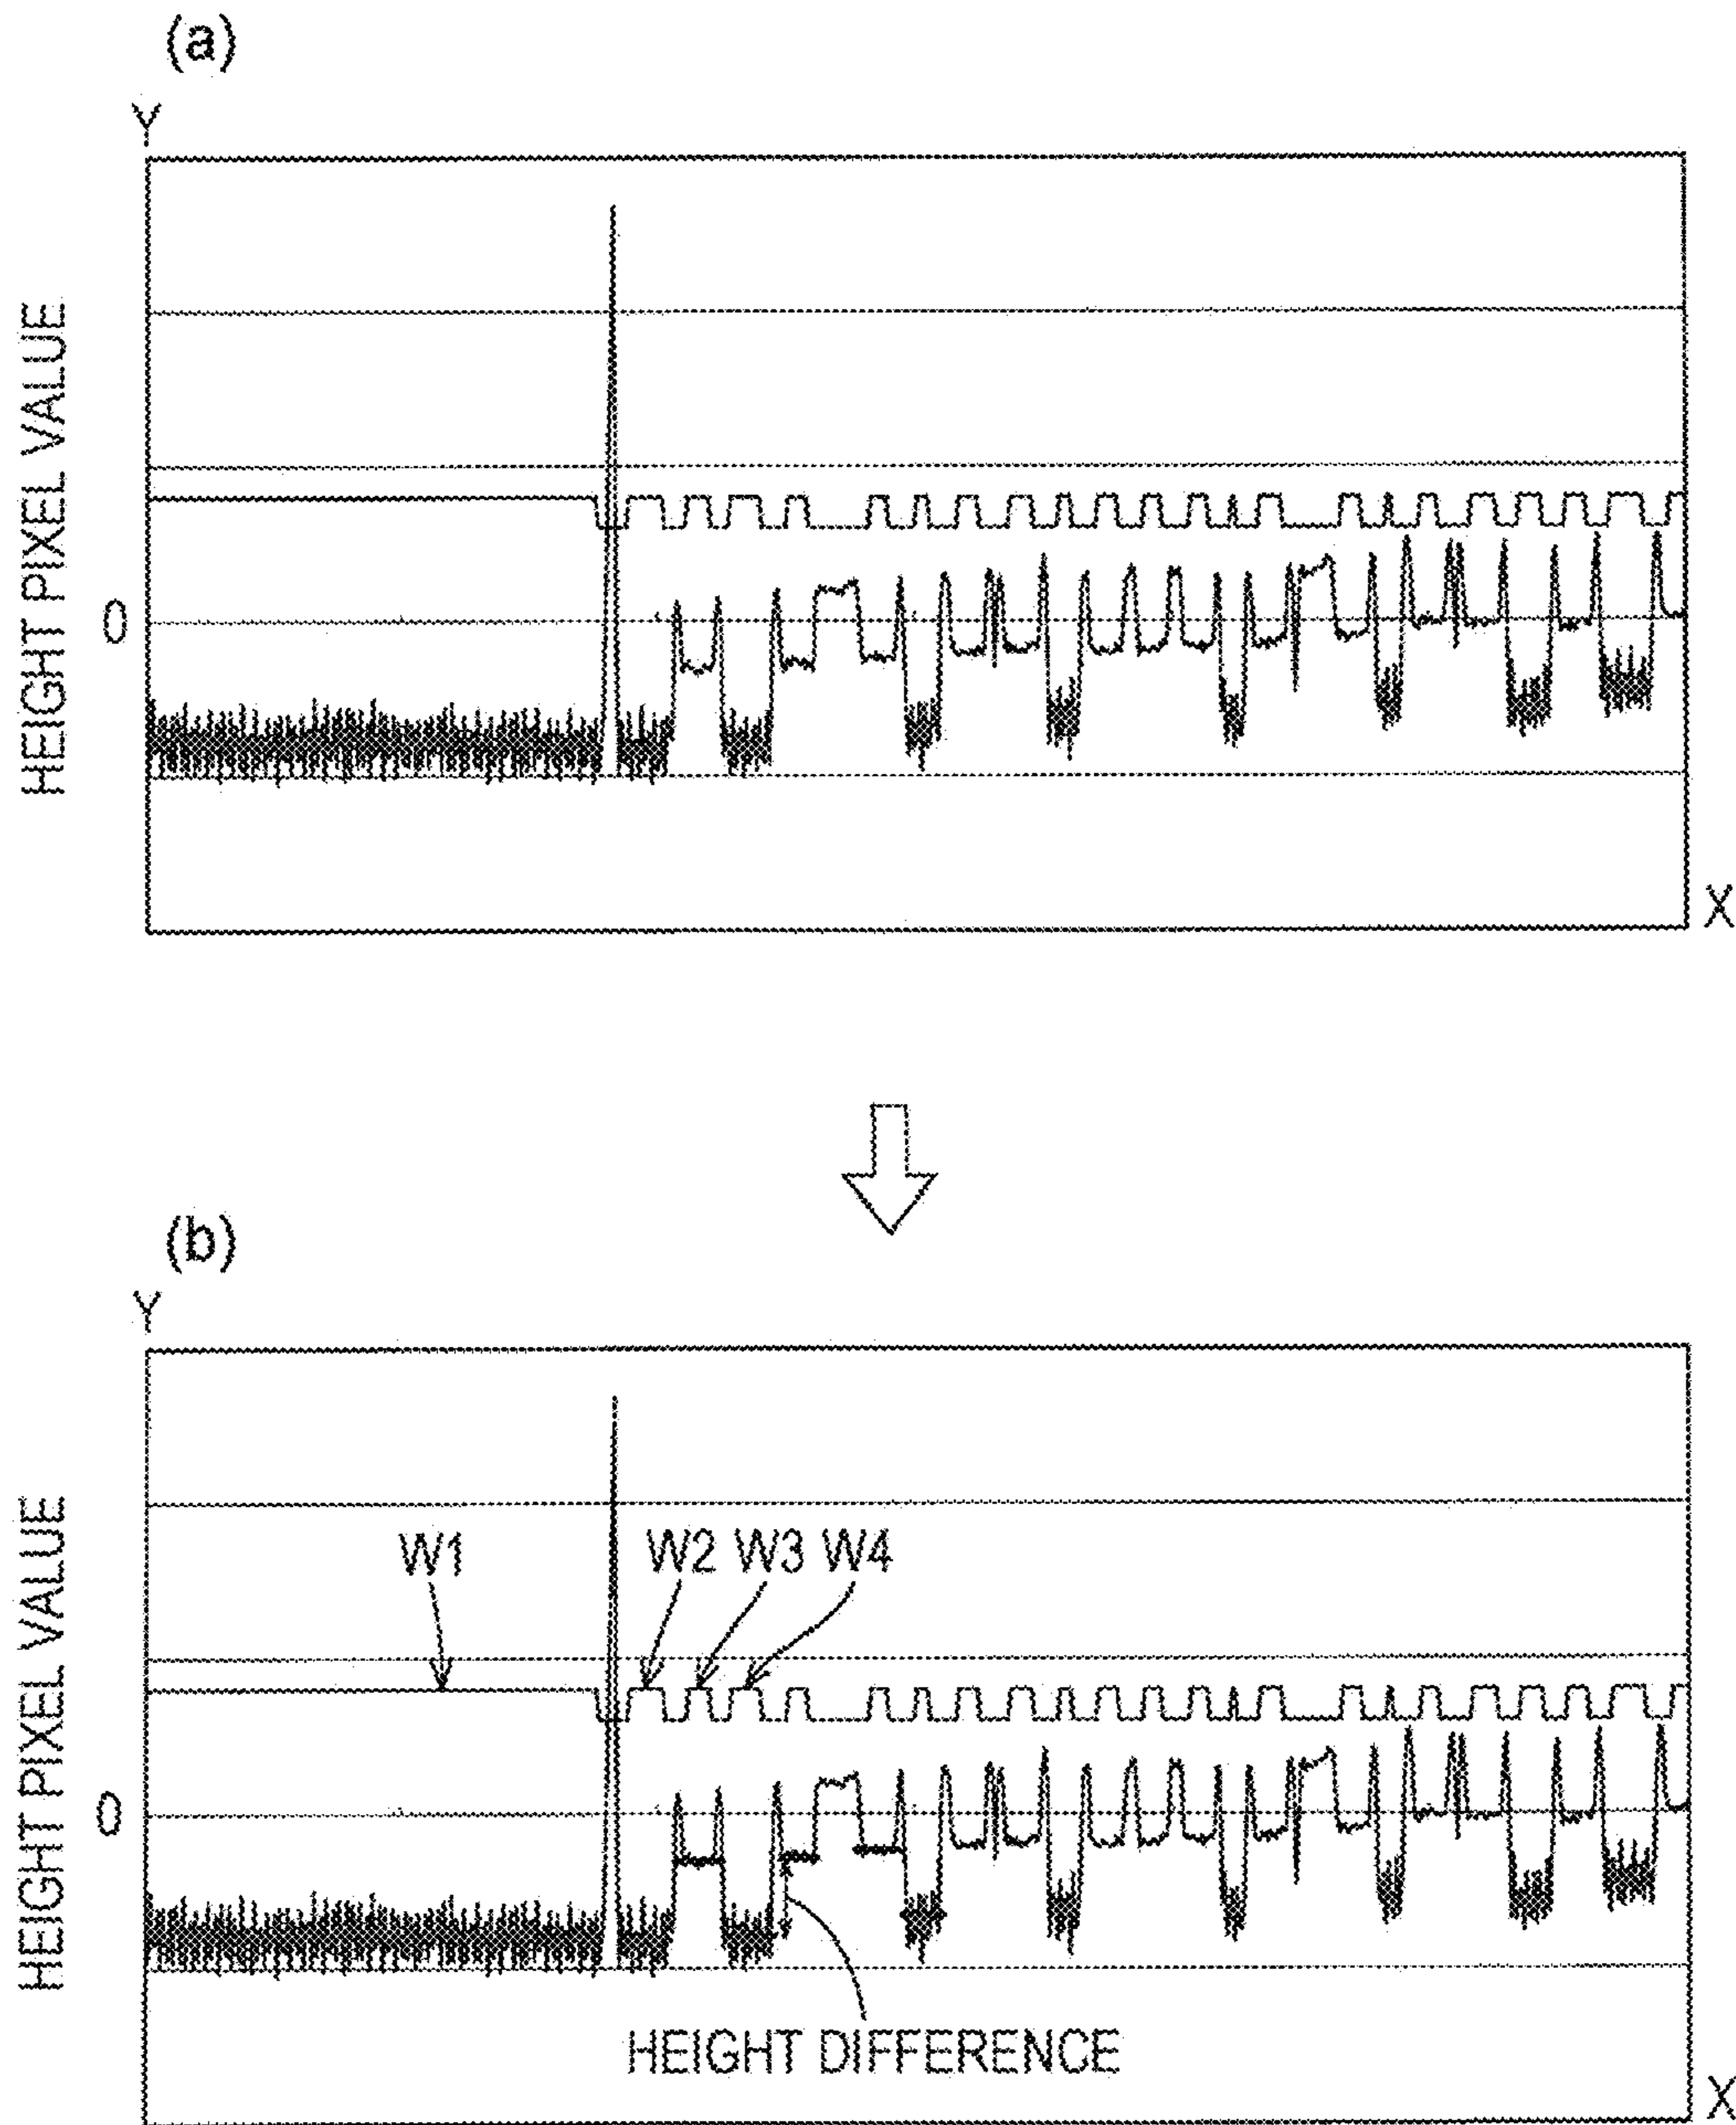 (a)
Y
HEIGHT PIXEL VALUE
0
X
(b)
Y
HEIGHT PIXEL VALUE
W1
W2 W3 W4
0
HEIGHT DIFFERENCE
X